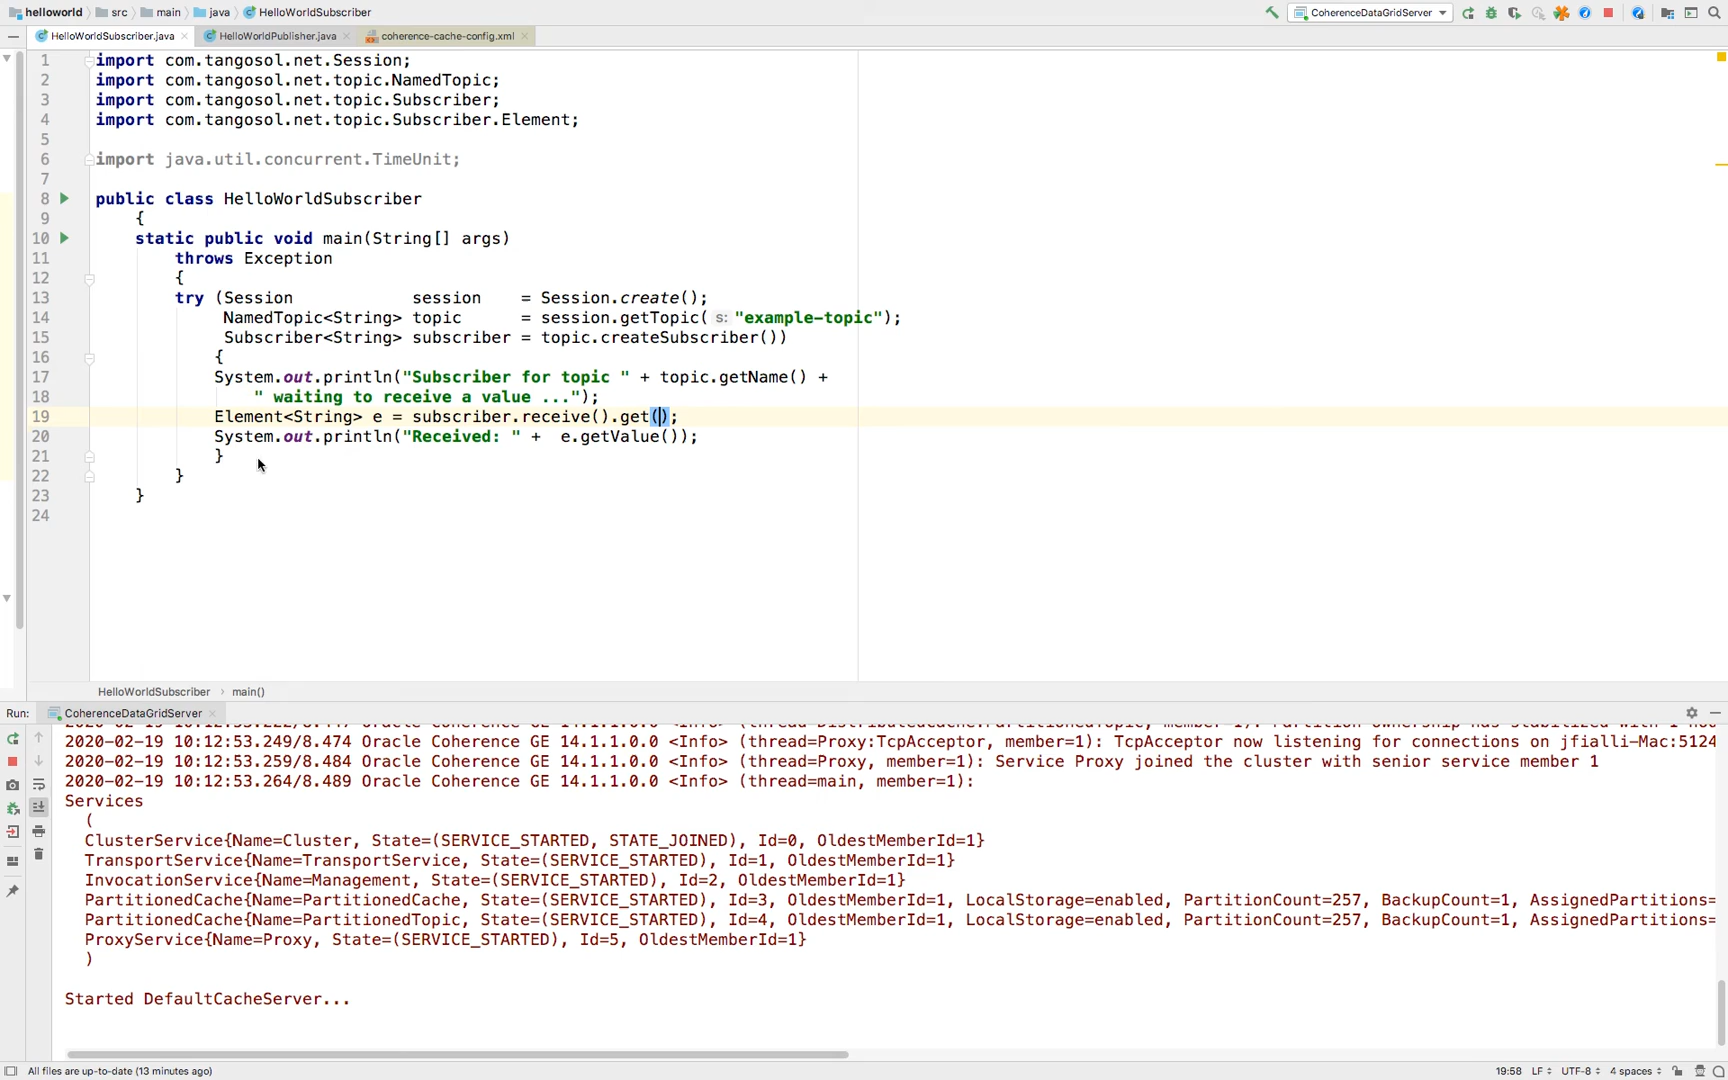 helloworld src main java HelloWorldSubscriber CoherenceDataGridServer
HelloWorldSubscriber.java HelloWorldPublisher.java coherence-cache-config.xml
1 import com.tangosol.net.Session;
2 import com.tangosol.net.topic.NamedTopic;
3 import com.tangosol.net.topic.Subscriber;
4 import com.tangosol.net.topic.Subscriber.Element;
5
6 import java.util.concurrent.TimeUnit;
7
8 public class HelloWorldSubscriber
9 {
10 static public void main(String[] args)
11 throws Exception
12 {
13 try (Session session = Session.create();
14 NamedTopic<String> topic = session.getTopic( s: "example-topic");
15 Subscriber<String> subscriber = topic.createSubscriber())
16 {
17 System.out.println("Subscriber for topic " + topic.getName() +
18 " waiting to receive a value ...");
19 Element<String> e = subscriber.receive().get();
20 System.out.println("Received: " + e.getValue());
21 }
22 }
23 }
24
HelloWorldSubscriber › main()
Run: CoherenceDataGridServer
2020-02-19 10:12:53.249/8.474 Oracle Coherence GE 14.1.1.0.0 <Info> (thread=Proxy:TcpAcceptor, member=1): TcpAcceptor now listening for connections on jfialli-Mac:5124
2020-02-19 10:12:53.259/8.484 Oracle Coherence GE 14.1.1.0.0 <Info> (thread=Proxy, member=1): Service Proxy joined the cluster with senior service member 1
2020-02-19 10:12:53.264/8.489 Oracle Coherence GE 14.1.1.0.0 <Info> (thread=main, member=1):
Services
(
ClusterService{Name=Cluster, State=(SERVICE_STARTED, STATE_JOINED), Id=0, OldestMemberId=1}
TransportService{Name=TransportService, State=(SERVICE_STARTED), Id=1, OldestMemberId=1}
InvocationService{Name=Management, State=(SERVICE_STARTED), Id=2, OldestMemberId=1}
PartitionedCache{Name=PartitionedCache, State=(SERVICE_STARTED), Id=3, OldestMemberId=1, LocalStorage=enabled, PartitionCount=257, BackupCount=1, AssignedPartitions=
PartitionedCache{Name=PartitionedTopic, State=(SERVICE_STARTED), Id=4, OldestMemberId=1, LocalStorage=enabled, PartitionCount=257, BackupCount=1, AssignedPartitions=
ProxyService{Name=Proxy, State=(SERVICE_STARTED), Id=5, OldestMemberId=1}
)
Started DefaultCacheServer...
All files are up-to-date (13 minutes ago) 19:58 LF UTF-8 4 spaces